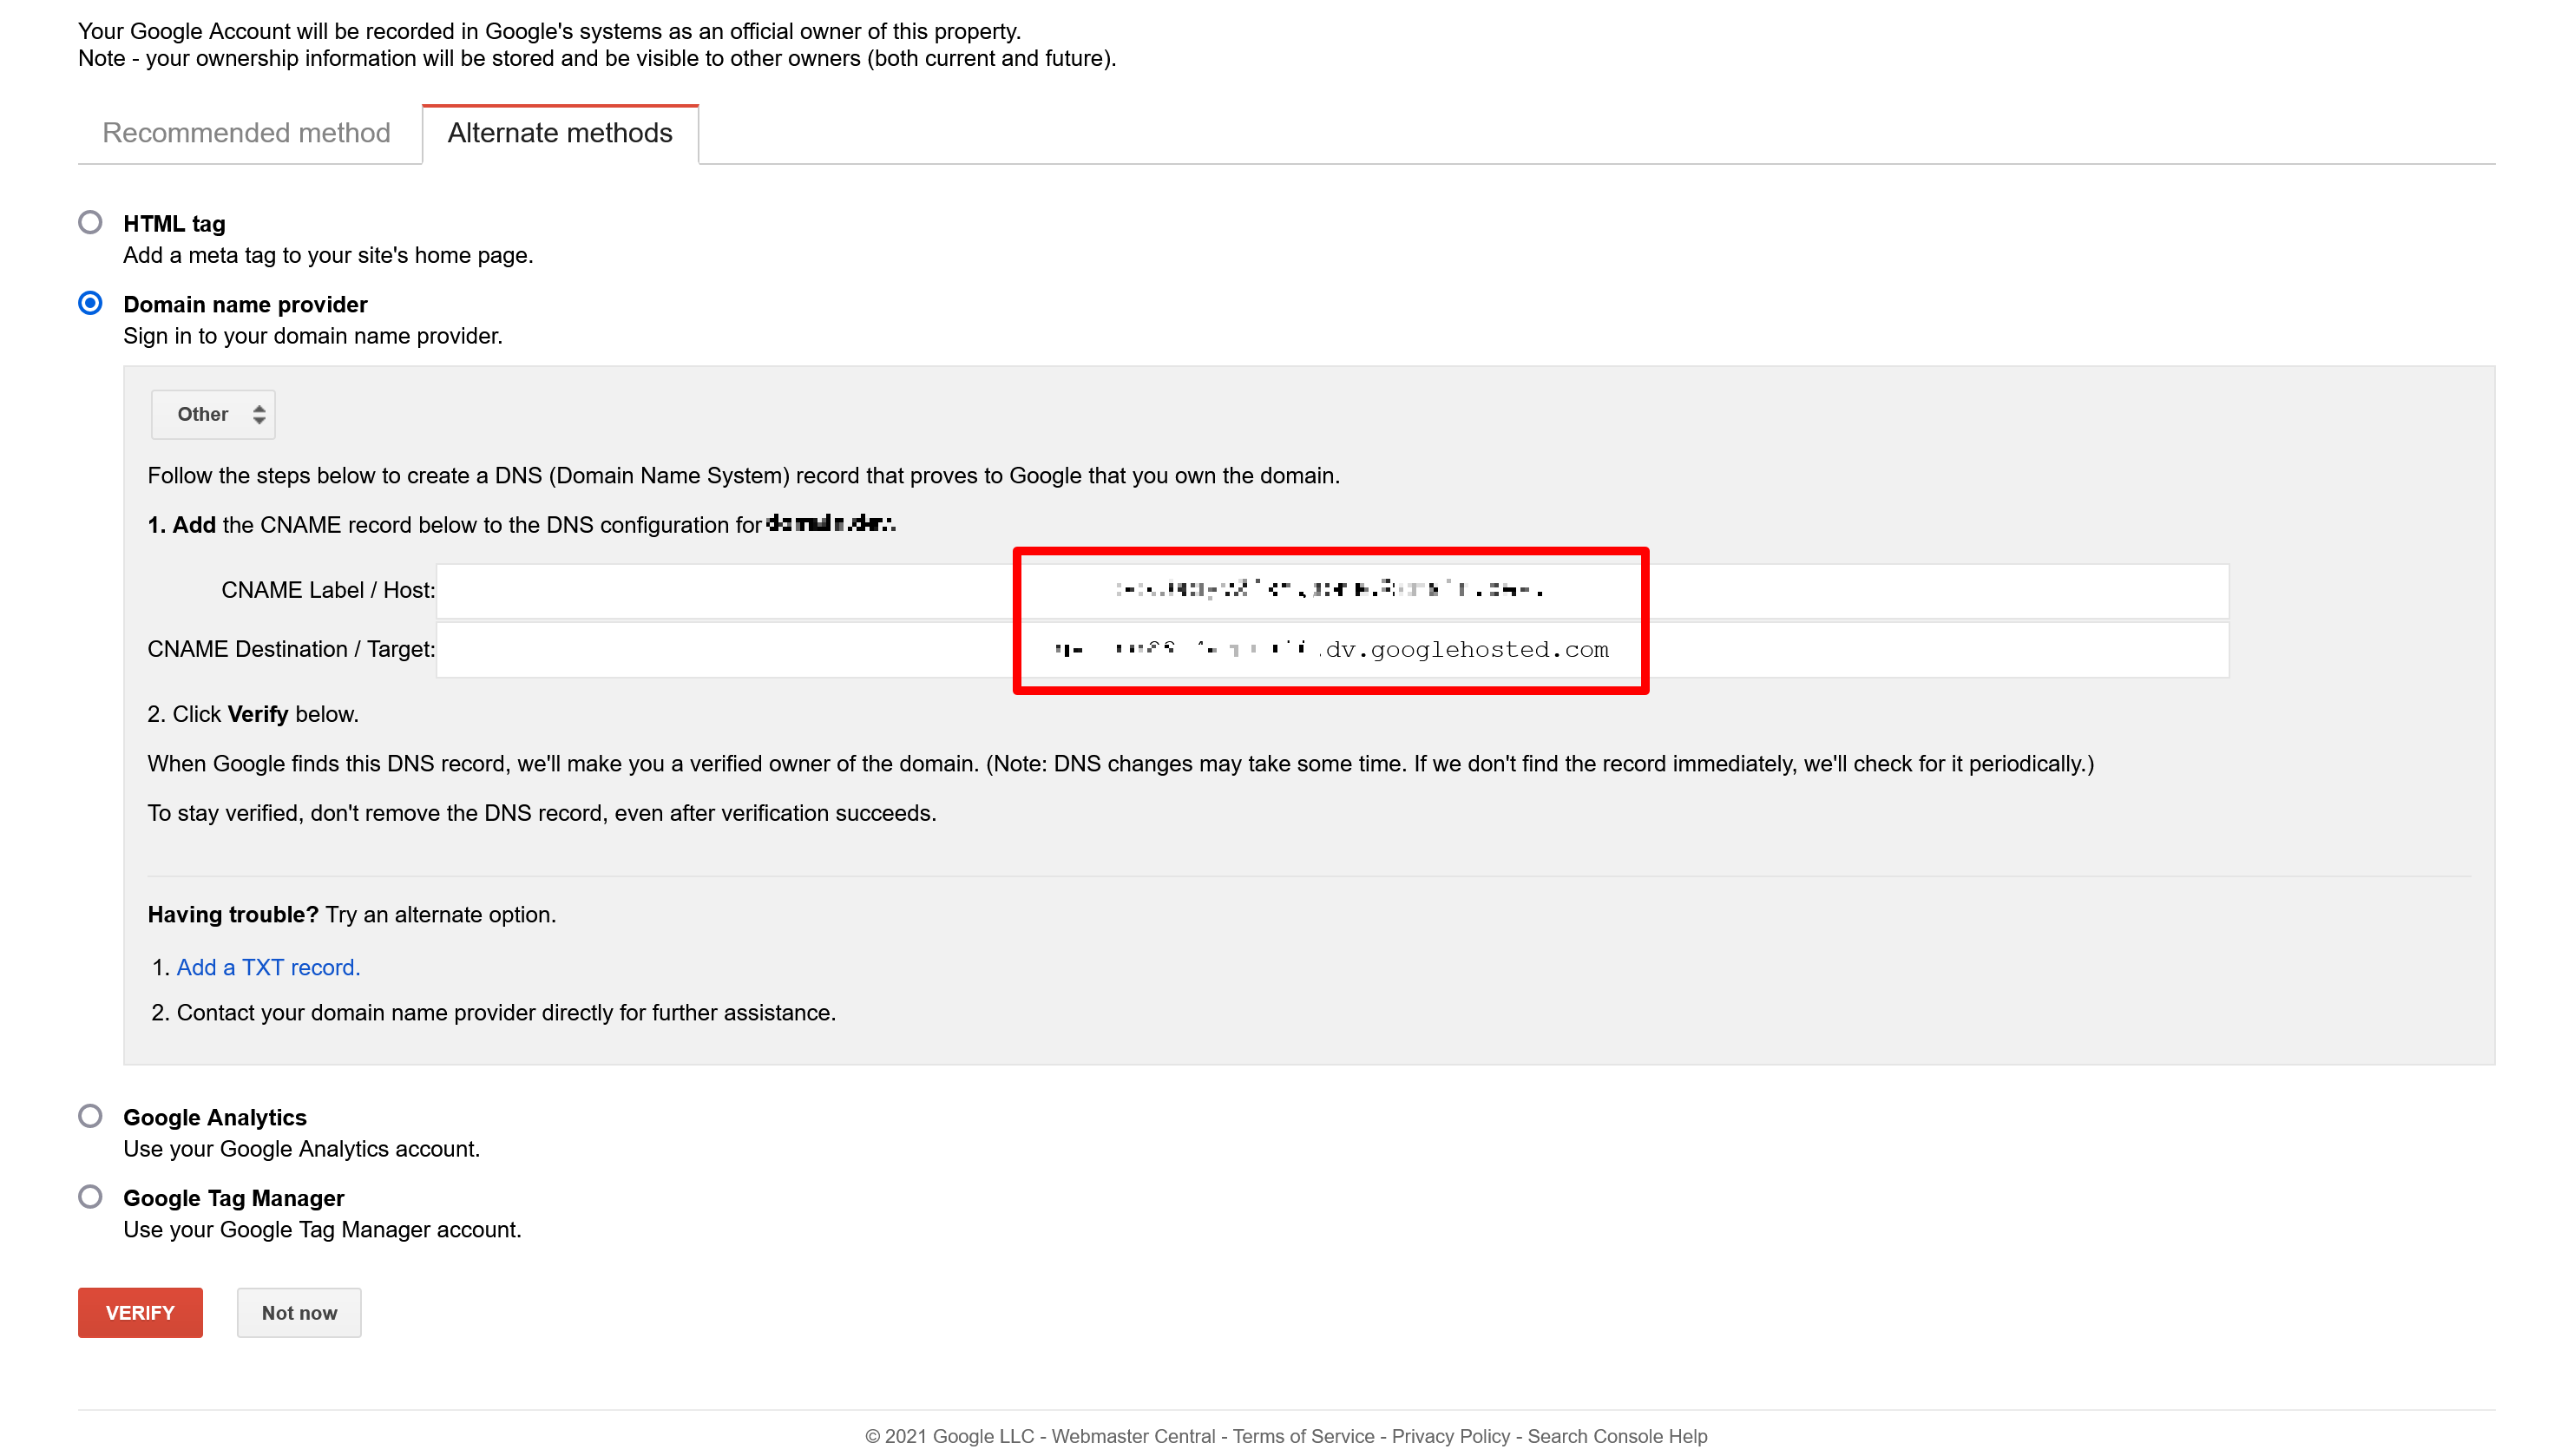 Your Google Account will be recorded in Google's systems as an official owner of this property.
Note - your ownership information will be stored and be visible to other owners (both current and future).
Recommended method
Alternate methods
HTML tag
Add a meta tag to your site's home page.
Domain name provider
Sign in to your domain name provider.
Other
Follow the steps below to create a DNS (Domain Name System) record that proves to Google that you own the domain.
1. Add the CNAME record below to the DNS configuration for
CNAME Label / Host:
CNAME Destination / Target: .dv.googlehosted.com
2. Click Verify below.
When Google finds this DNS record, we'll make you a verified owner of the domain. (Note: DNS changes may take some time. If we don't find the record immediately, we'll check for it periodically.)
To stay verified, don't remove the DNS record, even after verification succeeds.
Having trouble? Try an alternate option.
1. Add a TXT record.
2. Contact your domain name provider directly for further assistance.
Google Analytics
Use your Google Analytics account.
Google Tag Manager
Use your Google Tag Manager account.
VERIFY
Not now
© 2021 Google LLC - Webmaster Central - Terms of Service - Privacy Policy - Search Console Help